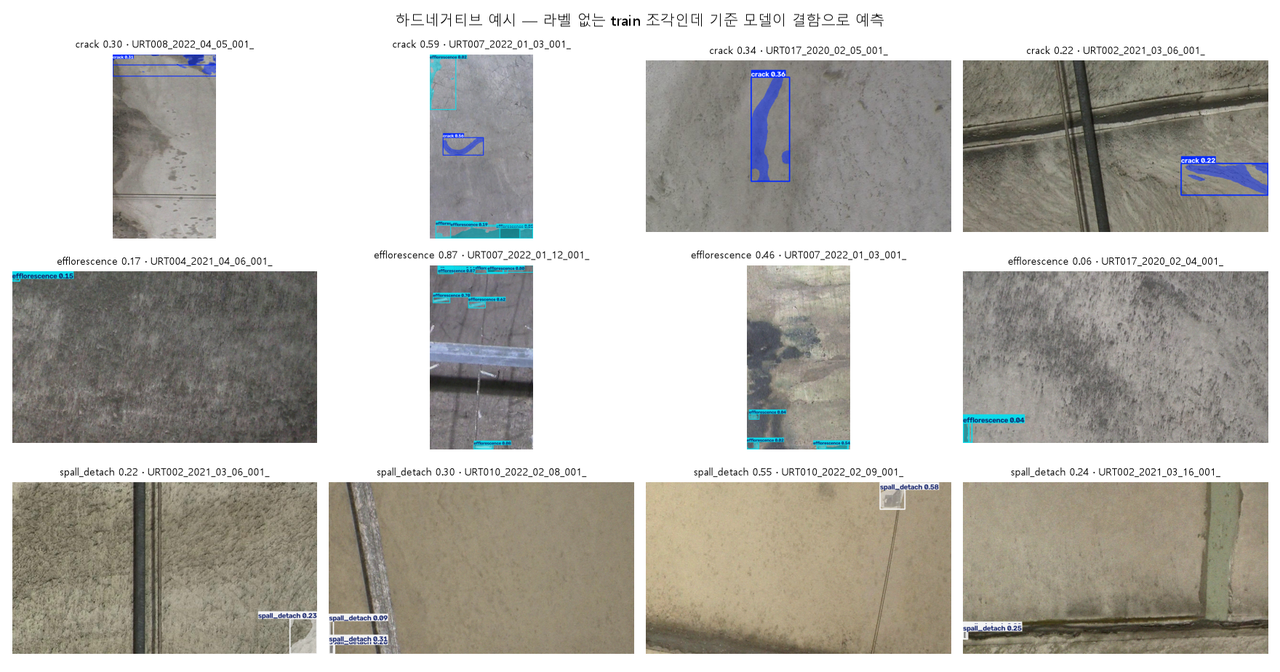 하드네거티브 예시 — 라벨 없는 train 조각인데 기준 모델이 결함으로 예측
crack 0.30 · URT008_2022_04_05_001_
crack 0.59 · URT007_2022_01_03_001_
crack 0.34 · URT017_2020_02_05_001_
crack 0.22 · URT002_2021_03_06_001_
crack 0.36
crack 0.22
efflorescence 0.17 · URT004_2021_04_06_001_
efflorescence 0.87 · URT007_2022_01_12_001_
efflorescence 0.46 · URT007_2022_01_03_001_
efflorescence 0.06 · URT017_2020_02_04_001_
efflorescence 0.15
efflorescence 0.04
spall_detach 0.22 · URT002_2021_03_06_001_
spall_detach 0.30 · URT010_2022_02_08_001_
spall_detach 0.55 · URT010_2022_02_09_001_
spall_detach 0.24 · URT002_2021_03_16_001_
spall_detach 0.58
spall_detach 0.23
spall_detach 0.09
spall_detach 0.31
spall_detach 0.25